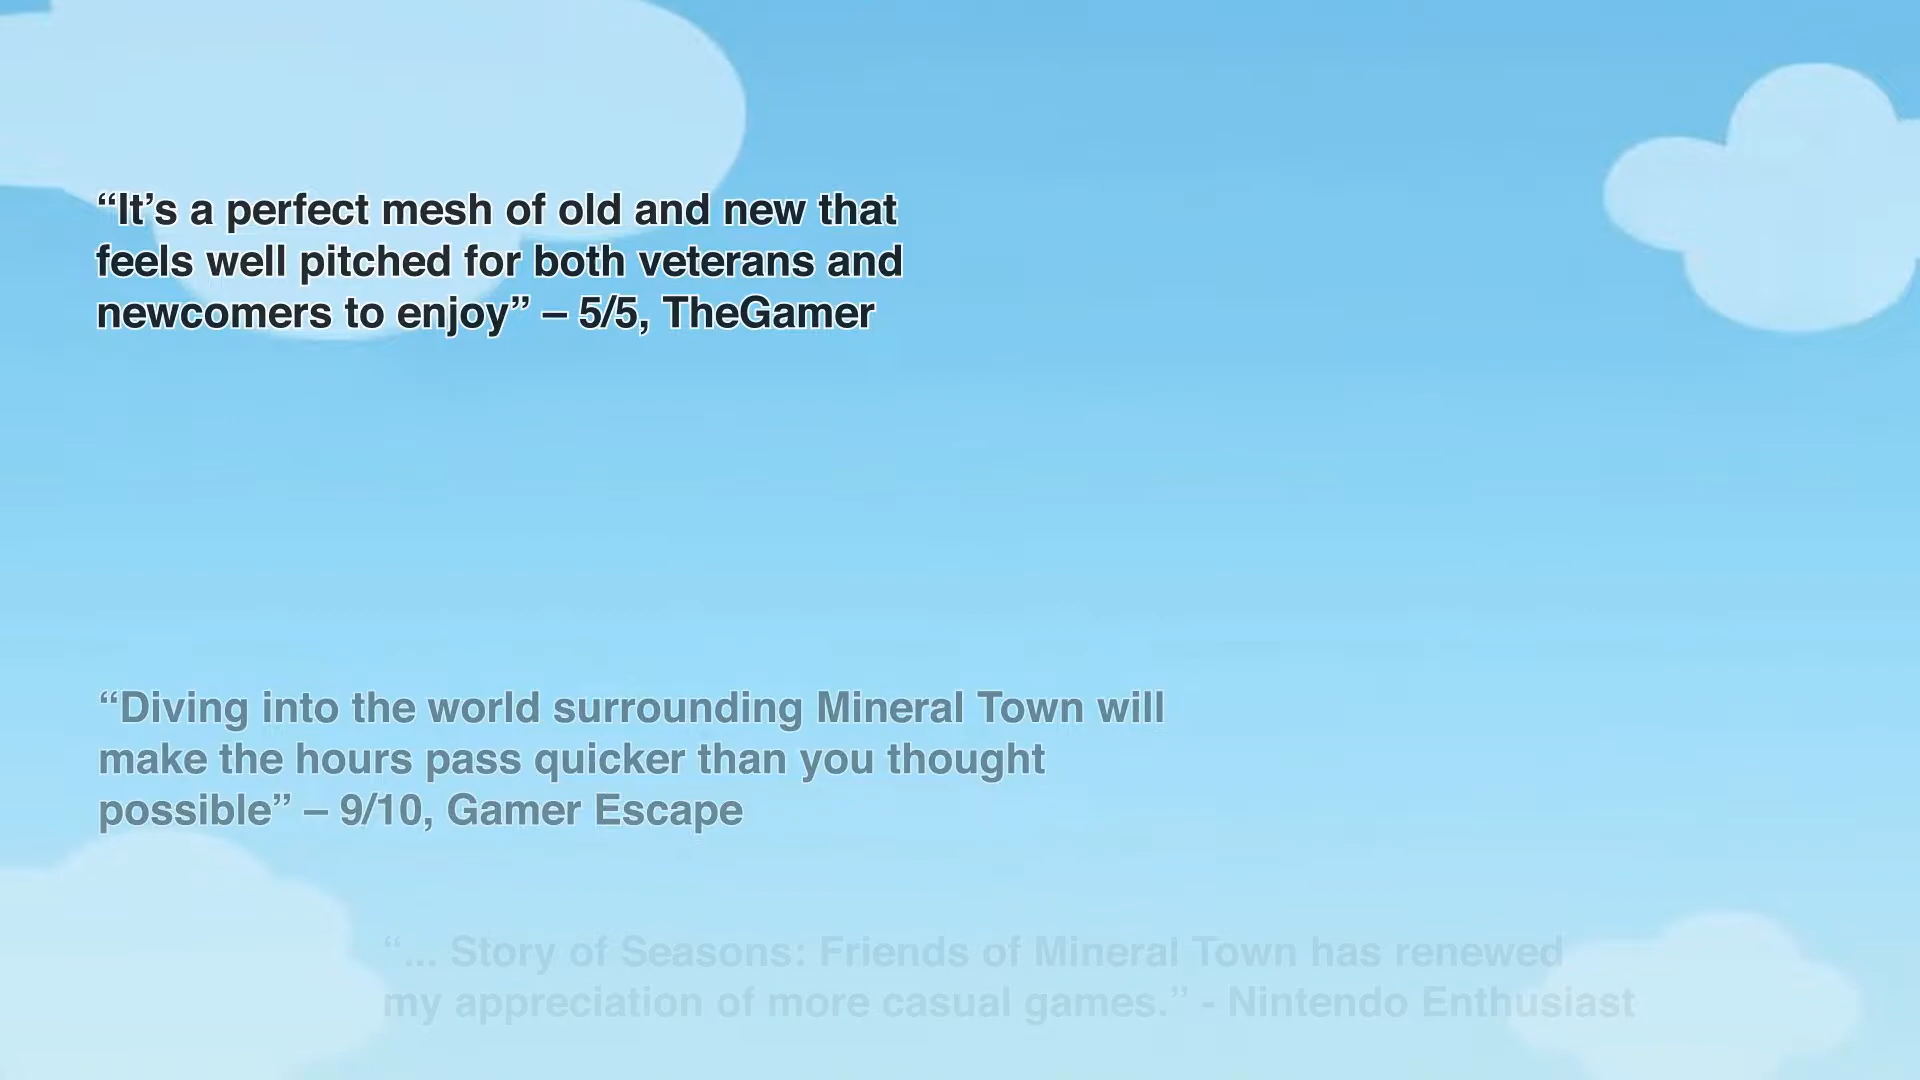 “It’s a perfect mesh of old and new that
feels well pitched for both veterans and
newcomers to enjoy” – 5/5, TheGamer
“Diving into the world surrounding Mineral Town will
make the hours pass quicker than you thought
possible” – 9/10, Gamer Escape
“... Story of Seasons: Friends of Mineral Town has renewed
my appreciation of more casual games.” - Nintendo Enthusiast